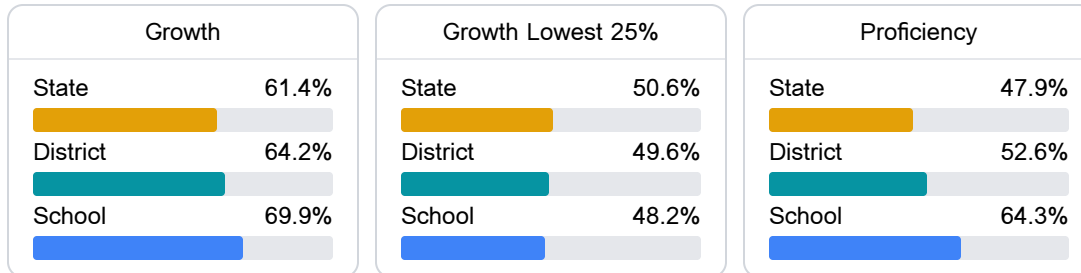 Growth
State 61.4%
District 64.2%
School 69.9%
Growth Lowest 25%
State 50.6%
District 49.6%
School 48.2%
Proficiency
State 47.9%
District 52.6%
School 64.3%